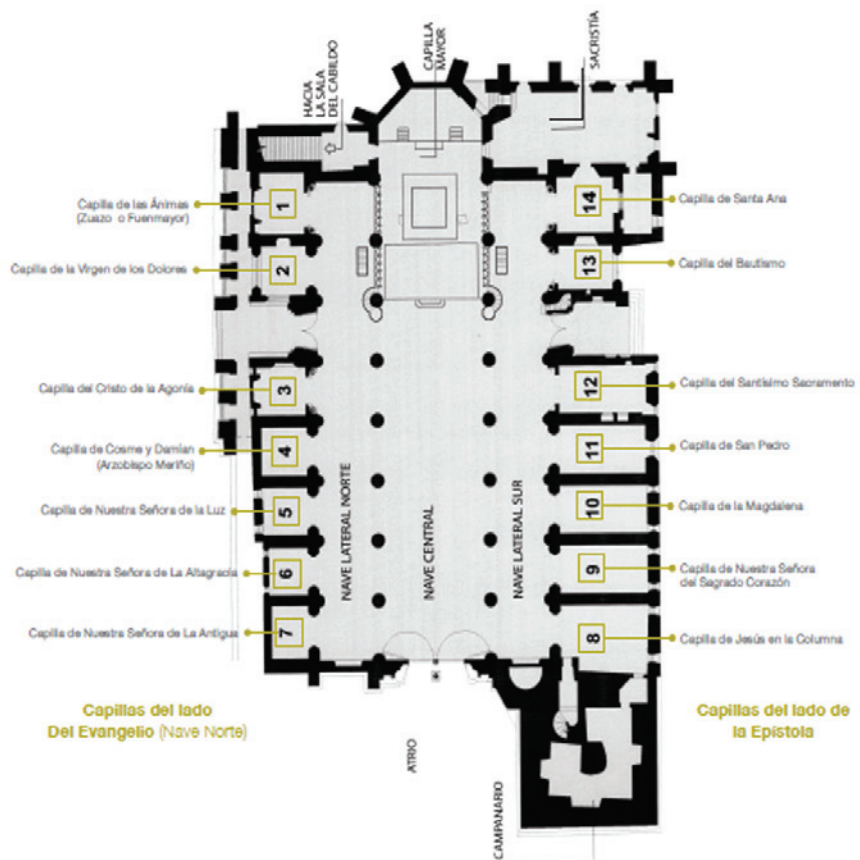 HACIA
LA SALA
DEL CABILDO
CAPILLA
MAYOR
SACRISTÍA
1
Capilla de las Ánimas
(Zuazo o Fuenmayor)
2
Capilla de la Virgen de los Dolores
3
Capilla del Cristo de la Agonía
4
Capilla de Cosme y Damían
(Arzobispo Meriño)
5
Capilla de Nuestra Señora de la Luz
6
Capilla de Nuestra Señora de La Altagracia
7
Capilla de Nuestra Señora de La Antigua
NAVE LATERAL NORTE
NAVE CENTRAL
NAVE LATERAL SUR
14
Capilla de Santa Ana
13
Capilla del Bautismo
12
Capilla del Santísimo Sacramento
11
Capilla de San Pedro
10
Capilla de la Magdalena
9
Capilla de Nuestra Señora
del Sagrado Corazón
8
Capilla de Jesús en la Columna
Capillas del lado
Del Evangelio (Nave Norte)
Capillas del lado de
la Epístola
ATRIO
CAMPANARIO